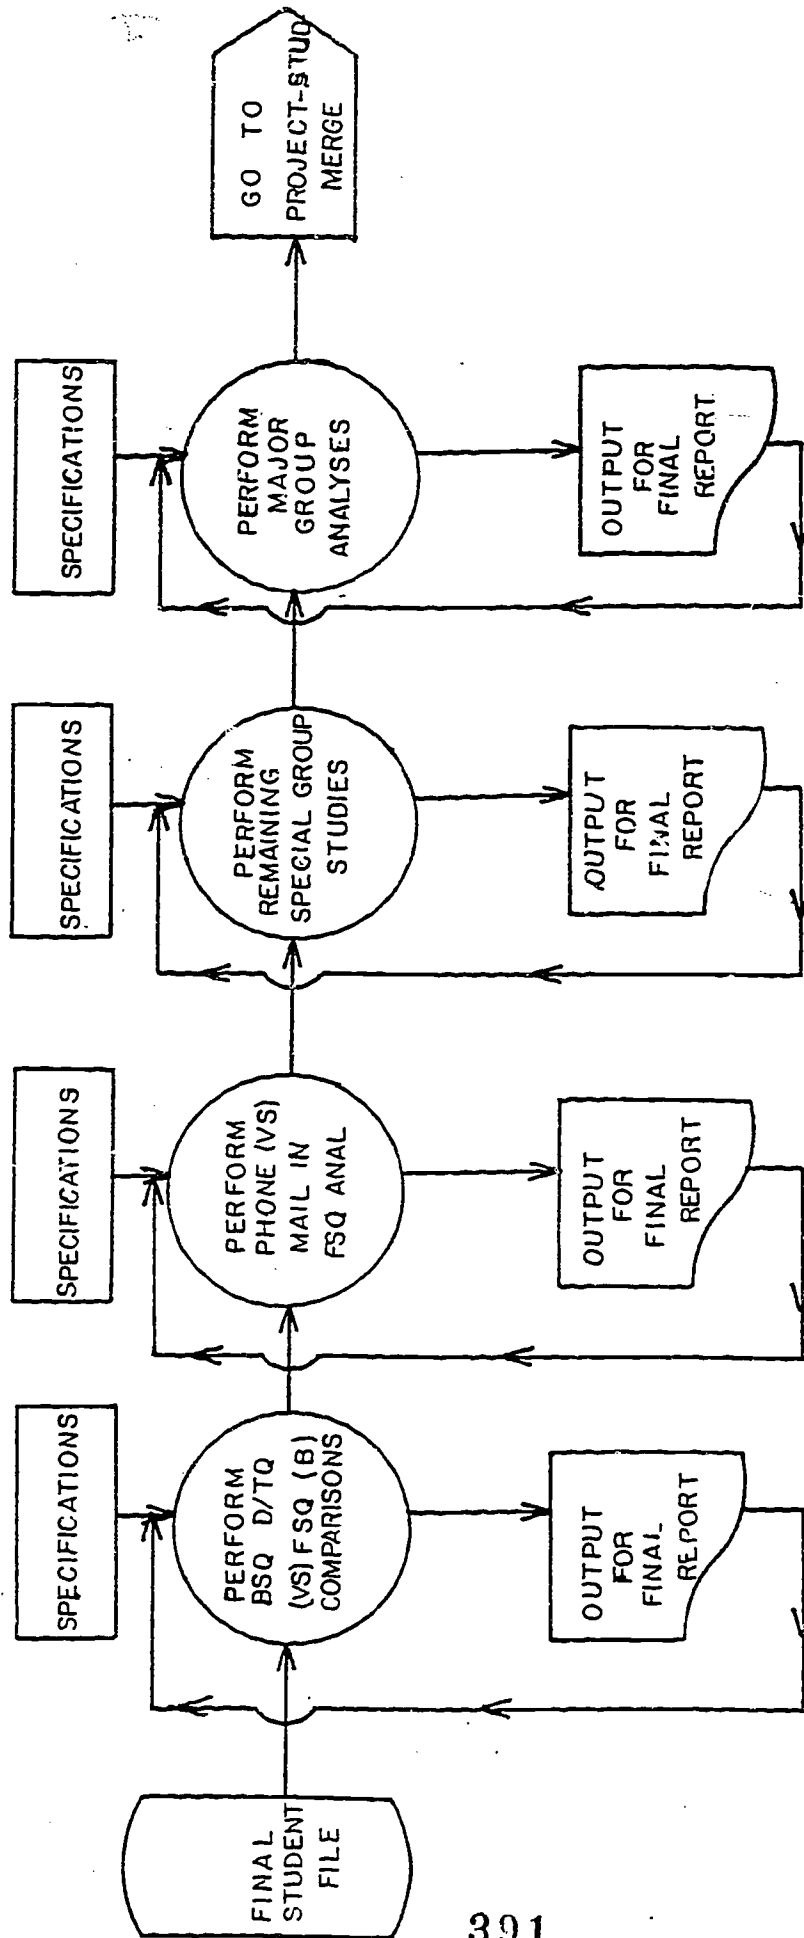 FINAL
STUDENT
FILE
SPECIFICATIONS
PERFORM
BSQ D/TQ
(VS) FSQ (B)
COMPARISONS
OUTPUT
FOR
FINAL
REPORT
SPECIFICATIONS
PERFORM
PHONE (VS)
MAIL IN
FSQ ANAL
OUTPUT
FOR
FINAL
REPORT
SPECIFICATIONS
PERFORM
REMAINING
SPECIAL GROUP
STUDIES
OUTPUT
FOR
FINAL
REPORT
SPECIFICATIONS
PERFORM
MAJOR
GROUP
ANALYSES
OUTPUT
FOR
FINAL
REPORT
GO TO
PROJECT-STUD
MERGE
391